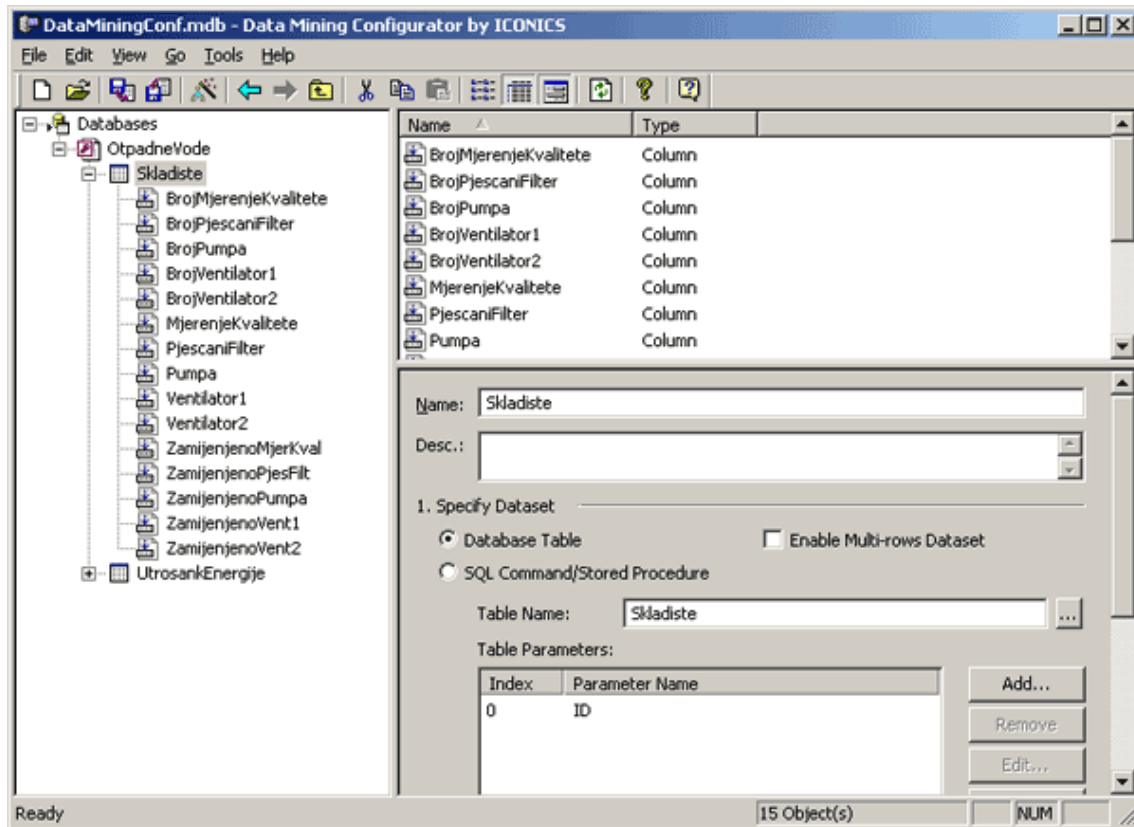 DataMiningConf.mdb - Data Mining Configurator by ICONICS
File Edit View Go Tools Help
Databases
OtpadneVode
Skladiste
BrojMjerenjeKvalitete
BrojPjescaniFilter
BrojPumpa
BrojVentilator1
BrojVentilator2
MjerenjeKvalitete
PjescaniFilter
Pumpa
Ventilator1
Ventilator2
ZamijenjenoMjerKval
ZamijenjenoPjesFilt
ZamijenjenoPumpa
ZamijenjenoVent1
ZamijenjenoVent2
UtrosankEnergije
Name Type
BrojMjerenjeKvalitete Column
BrojPjescaniFilter Column
BrojPumpa Column
BrojVentilator1 Column
BrojVentilator2 Column
MjerenjeKvalitete Column
PjescaniFilter Column
Pumpa Column
Name: Skladiste
Desc.:
1. Specify Dataset
Database Table Enable Multi-rows Dataset
SQL Command/Stored Procedure
Table Name: Skladiste ...
Table Parameters:
Index Parameter Name
0 ID
Add...
Remove
Edit...
Ready 15 Object(s) NUM